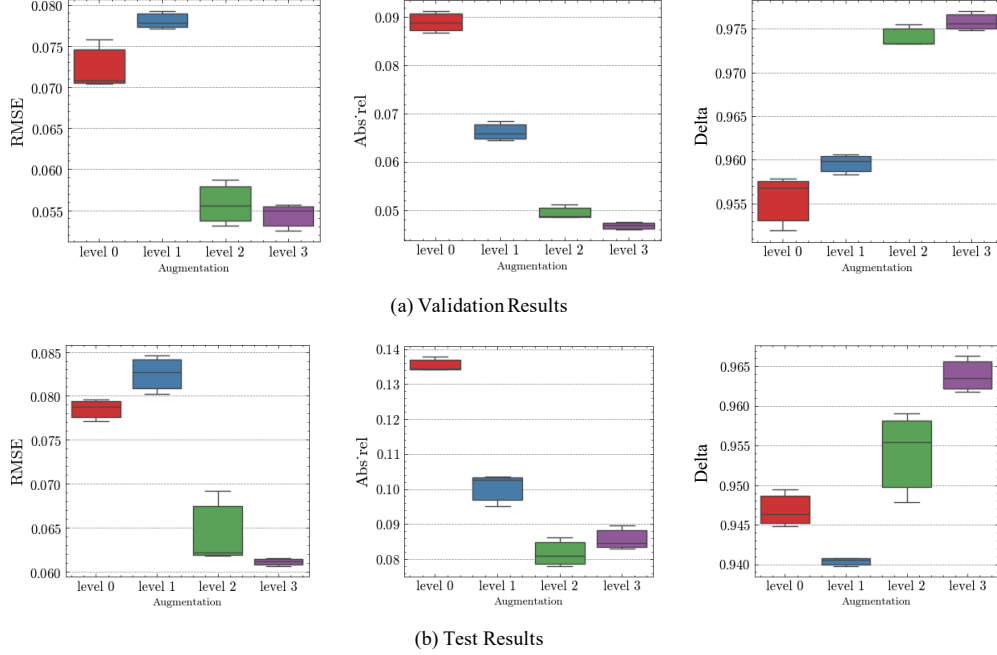 0.080
0.075
0.070
0.065
0.060
0.055
RMSE
level 0 level 1 level 2 level 3
Augmentation
0.09
0.08
0.07
0.06
0.05
Abs˙rel
level 0 level 1 level 2 level 3
Augmentation
0.975
0.970
0.965
0.960
0.955
Delta
level 0 level 1 level 2 level 3
Augmentation
(a) Validation Results
0.085
0.080
0.075
0.070
0.065
0.060
RMSE
level 0 level 1 level 2 level 3
Augmentation
0.14
0.13
0.12
0.11
0.10
0.09
0.08
Abs˙rel
level 0 level 1 level 2 level 3
Augmentation
0.965
0.960
0.955
0.950
0.945
0.940
Delta
level 0 level 1 level 2 level 3
Augmentation
(b) Test Results